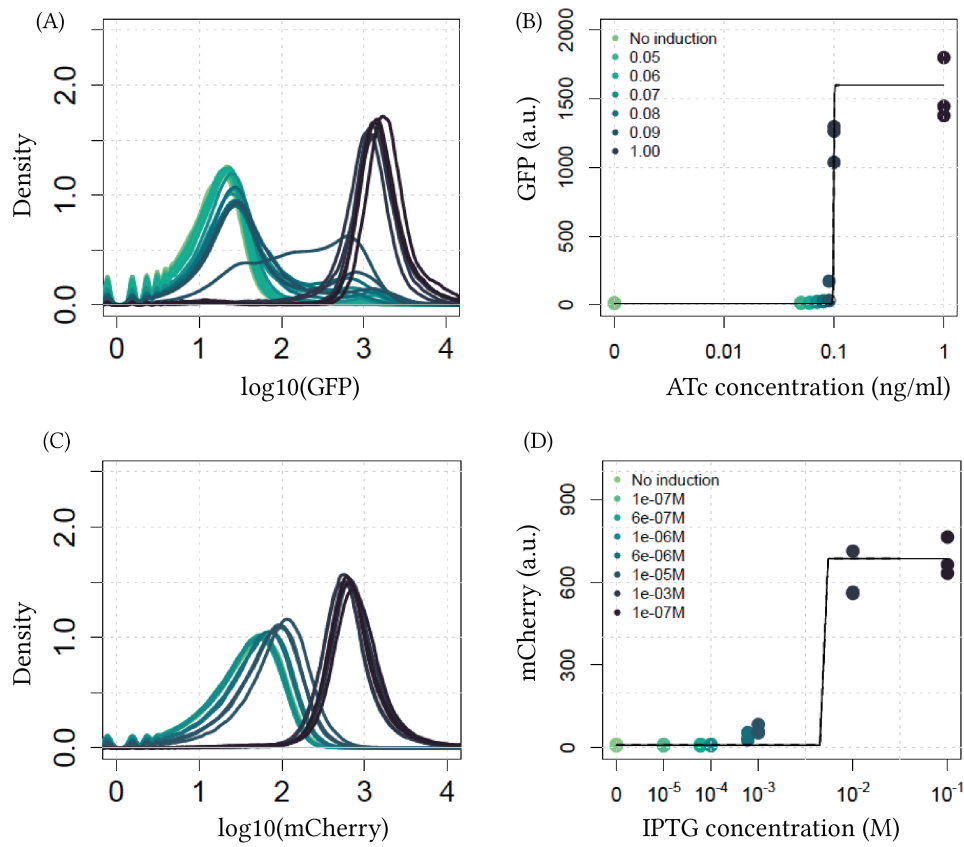 (A)
Density
0.0
1.0
2.0
0 1 2 3 4
log10(GFP)
(B)
GFP (a.u.)
0
500
1000
1500
2000
No induction
0.05
0.06
0.07
0.08
0.09
1.00
0 0.01 0.1 1
ATc concentration (ng/ml)
(C)
Density
0.0
1.0
2.0
0 1 2 3 4
log10(mCherry)
(D)
mCherry (a.u.)
0
300
600
900
No induction
1e-07M
6e-07M
1e-06M
6e-06M
1e-05M
1e-03M
1e-07M
0 10⁻⁵ 10⁻⁴ 10⁻³ 10⁻² 10⁻¹
IPTG concentration (M)